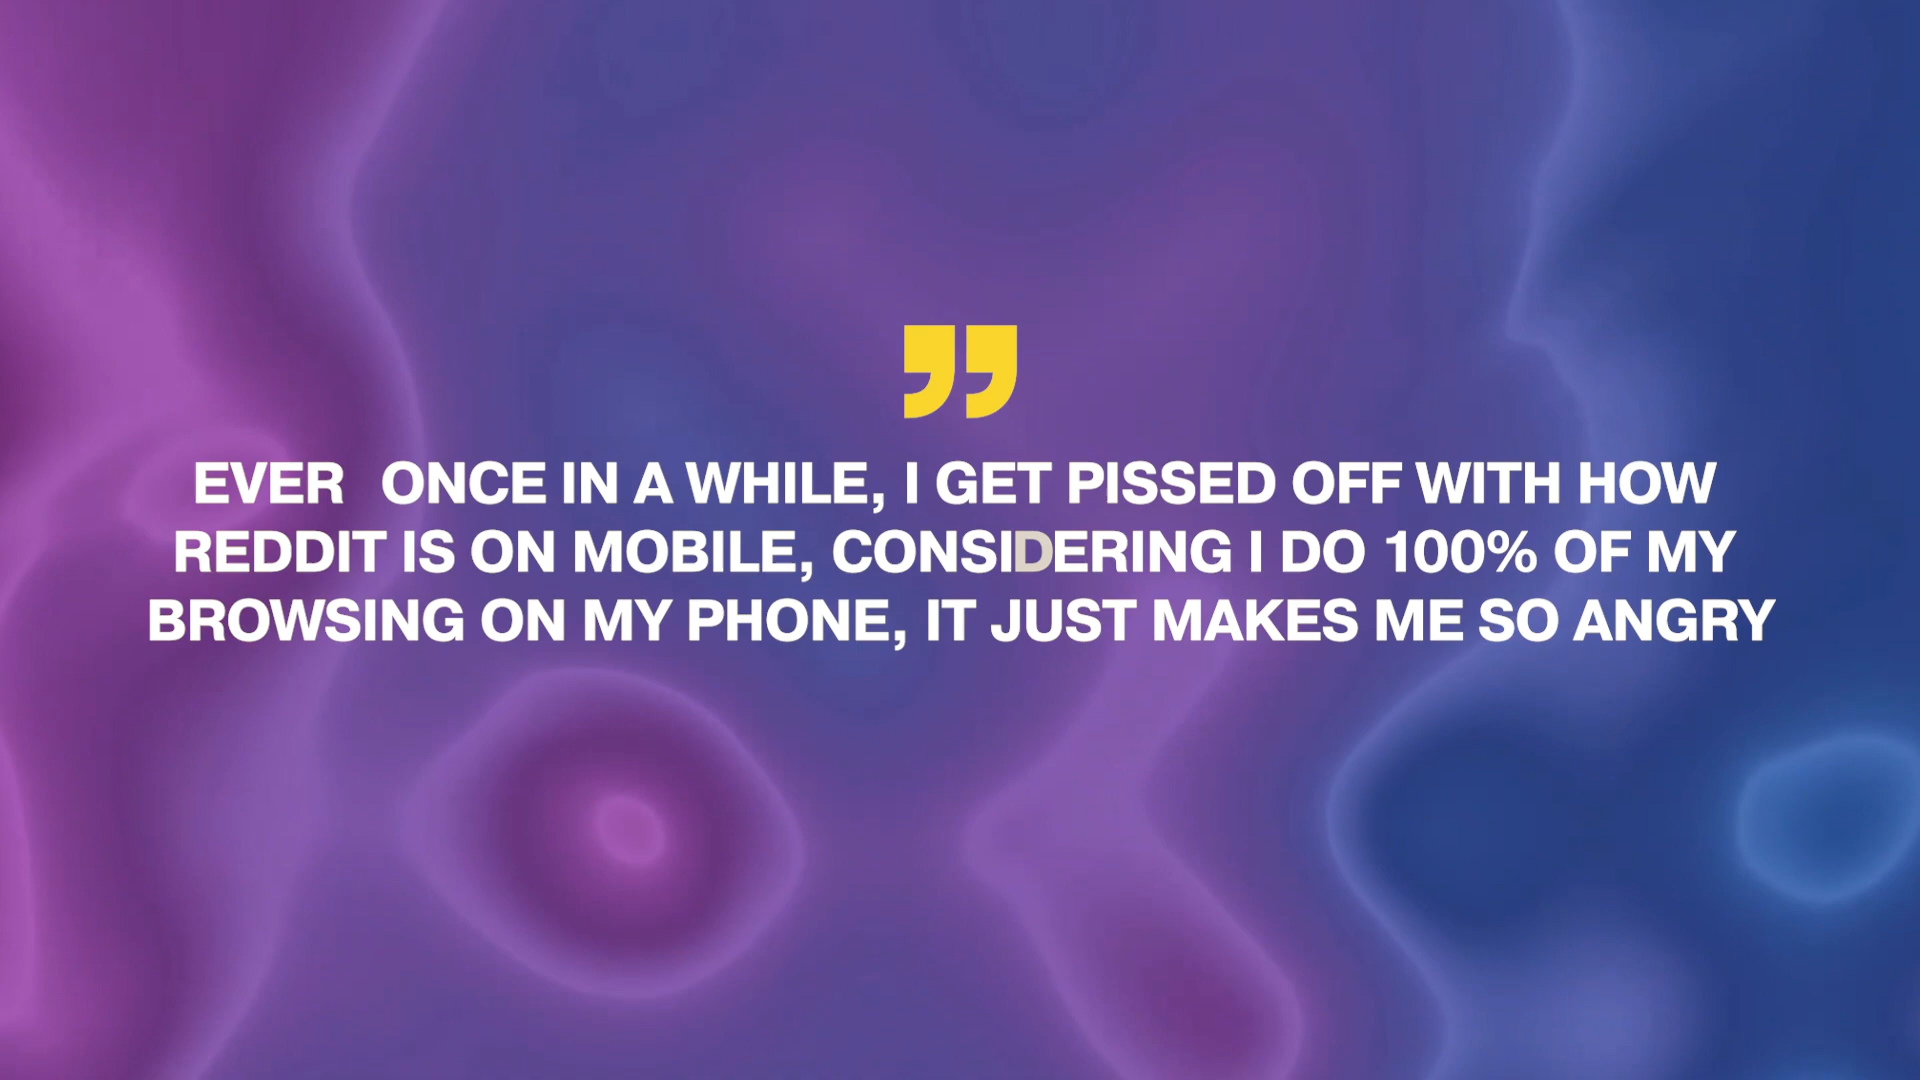 EVER ONCE IN A WHILE, I GET PISSED OFF WITH HOW
REDDIT IS ON MOBILE, CONSIDERING I DO 100% OF MY
BROWSING ON MY PHONE, IT JUST MAKES ME SO ANGRY